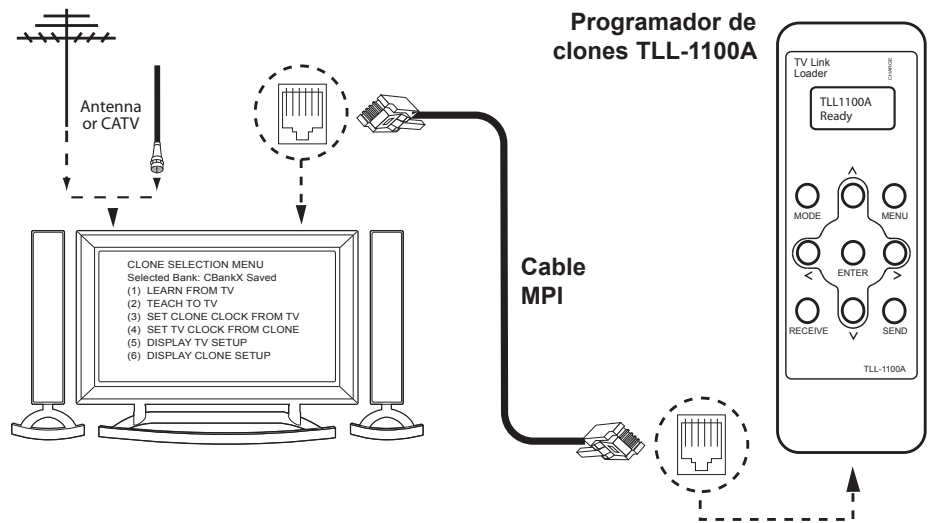 Programador de
clones TLL-1100A
Antenna
or CATV
CLONE SELECTION MENU
Selected Bank: CBankX Saved
(1) LEARN FROM TV
(2) TEACH TO TV
(3) SET CLONE CLOCK FROM TV
(4) SET TV CLOCK FROM CLONE
(5) DISPLAY TV SETUP
(6) DISPLAY CLONE SETUP
Cable
MPI
TV Link
Loader
CHARGE
TLL1100A
Ready
MODE
MENU
ENTER
RECEIVE
SEND
TLL-1100A